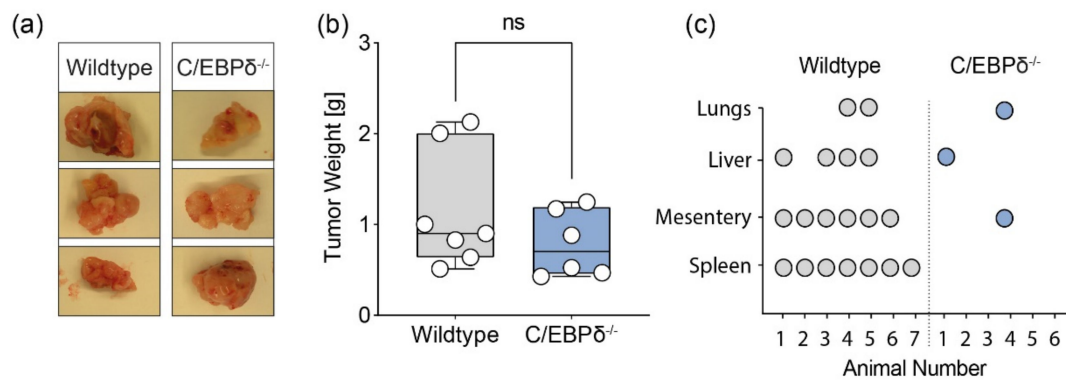 (a)
Wildtype C/EBPδ-/-
(b)
ns
Tumor Weight [g]
3
2
1
0
Wildtype C/EBPδ-/-
(c)
Wildtype C/EBPδ-/-
Lungs
Liver
Mesentery
Spleen
1 2 3 4 5 6 7 1 2 3 4 5 6
Animal Number